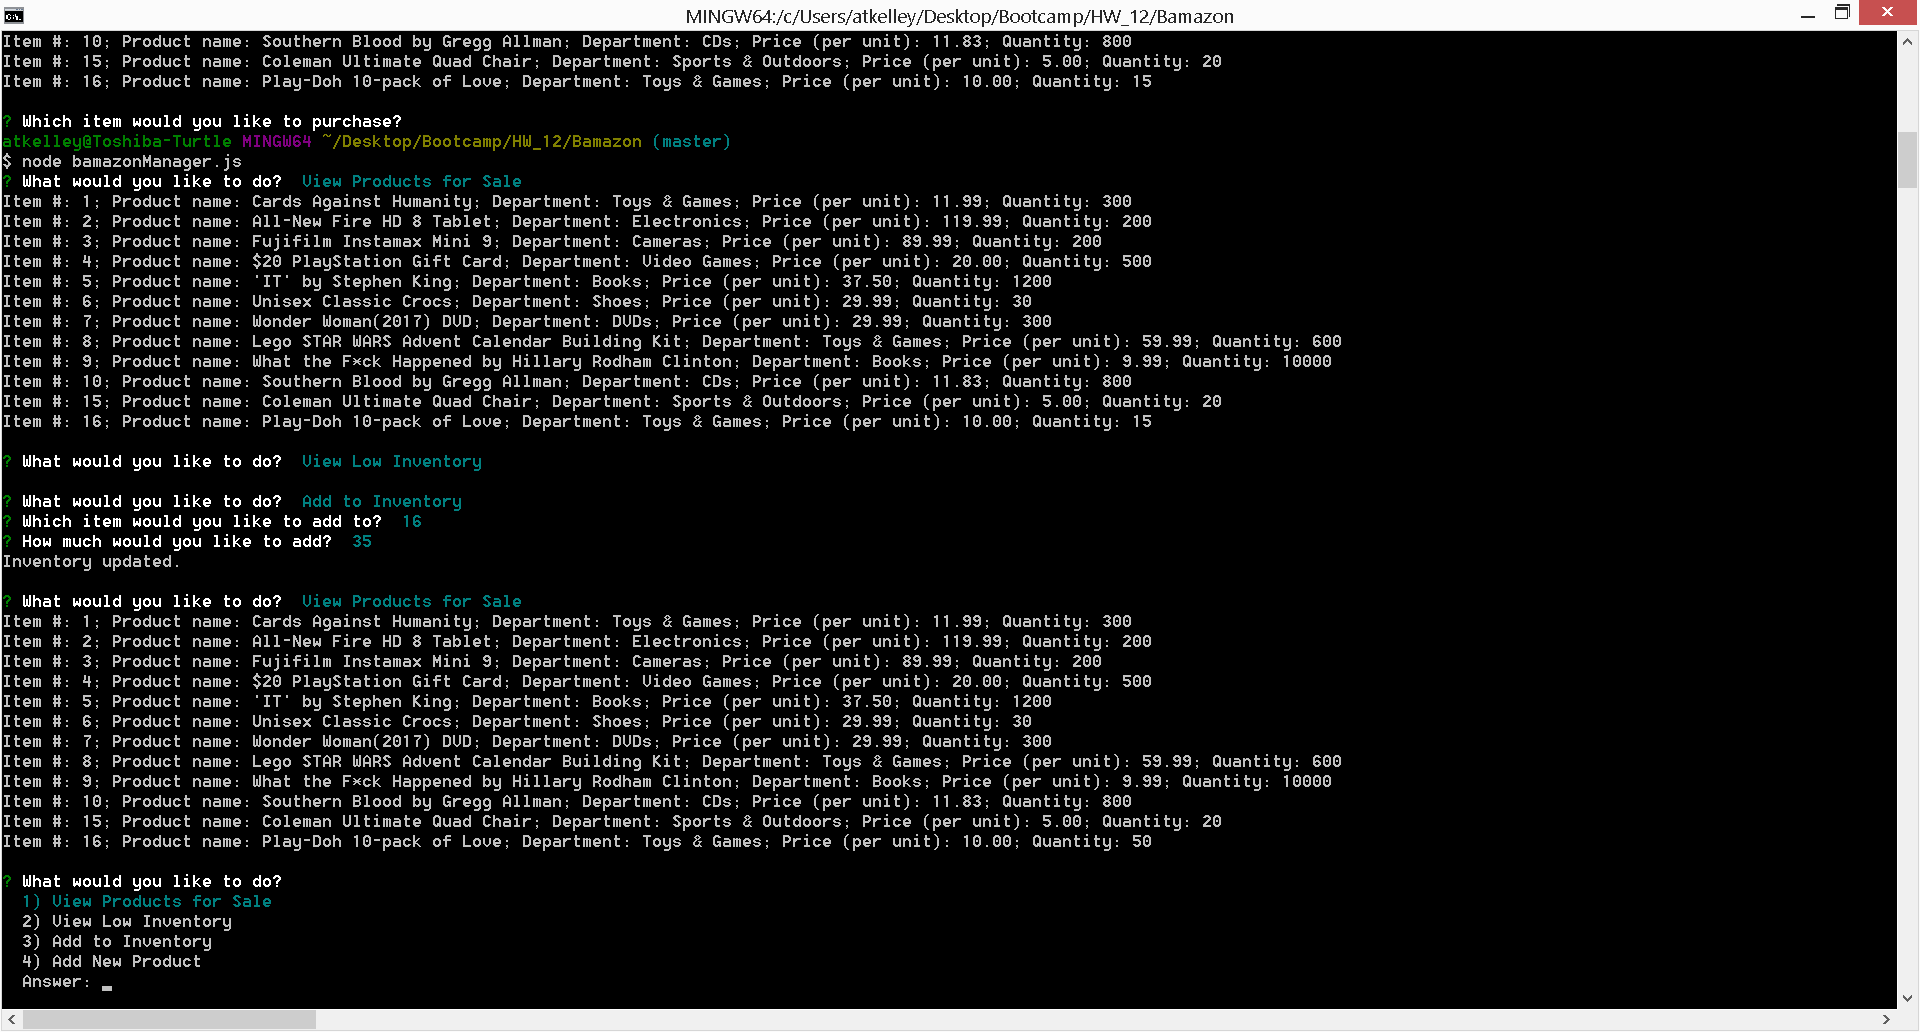 MINGW64:/c/Users/atkelley/Desktop/Bootcamp/HW_12/Bamazon
Item #: 10; Product name: Southern Blood by Gregg Allman; Department: CDs; Price (per unit): 11.83; Quantity: 800
Item #: 15; Product name: Coleman Ultimate Quad Chair; Department: Sports & Outdoors; Price (per unit): 5.00; Quantity: 20
Item #: 16; Product name: Play-Doh 10-pack of Love; Department: Toys & Games; Price (per unit): 10.00; Quantity: 15
? Which item would you like to purchase?
atkelley@Toshiba-Turtle MINGW64 ~/Desktop/Bootcamp/HW_12/Bamazon (master)
$ node bamazonManager.js
? What would you like to do?  View Products for Sale
Item #: 1; Product name: Cards Against Humanity; Department: Toys & Games; Price (per unit): 11.99; Quantity: 300
Item #: 2; Product name: All-New Fire HD 8 Tablet; Department: Electronics; Price (per unit): 119.99; Quantity: 200
Item #: 3; Product name: Fujifilm Instamax Mini 9; Department: Cameras; Price (per unit): 89.99; Quantity: 200
Item #: 4; Product name: $20 PlayStation Gift Card; Department: Video Games; Price (per unit): 20.00; Quantity: 500
Item #: 5; Product name: 'IT' by Stephen King; Department: Books; Price (per unit): 37.50; Quantity: 1200
Item #: 6; Product name: Unisex Classic Crocs; Department: Shoes; Price (per unit): 29.99; Quantity: 30
Item #: 7; Product name: Wonder Woman(2017) DVD; Department: DVDs; Price (per unit): 29.99; Quantity: 300
Item #: 8; Product name: Lego STAR WARS Advent Calendar Building Kit; Department: Toys & Games; Price (per unit): 59.99; Quantity: 600
Item #: 9; Product name: What the F*ck Happened by Hillary Rodham Clinton; Department: Books; Price (per unit): 9.99; Quantity: 10000
Item #: 10; Product name: Southern Blood by Gregg Allman; Department: CDs; Price (per unit): 11.83; Quantity: 800
Item #: 15; Product name: Coleman Ultimate Quad Chair; Department: Sports & Outdoors; Price (per unit): 5.00; Quantity: 20
Item #: 16; Product name: Play-Doh 10-pack of Love; Department: Toys & Games; Price (per unit): 10.00; Quantity: 15
? What would you like to do?  View Low Inventory
? What would you like to do?  Add to Inventory
? Which item would you like to add to?  16
? How much would you like to add?  35
Inventory updated.
? What would you like to do?  View Products for Sale
Item #: 1; Product name: Cards Against Humanity; Department: Toys & Games; Price (per unit): 11.99; Quantity: 300
Item #: 2; Product name: All-New Fire HD 8 Tablet; Department: Electronics; Price (per unit): 119.99; Quantity: 200
Item #: 3; Product name: Fujifilm Instamax Mini 9; Department: Cameras; Price (per unit): 89.99; Quantity: 200
Item #: 4; Product name: $20 PlayStation Gift Card; Department: Video Games; Price (per unit): 20.00; Quantity: 500
Item #: 5; Product name: 'IT' by Stephen King; Department: Books; Price (per unit): 37.50; Quantity: 1200
Item #: 6; Product name: Unisex Classic Crocs; Department: Shoes; Price (per unit): 29.99; Quantity: 30
Item #: 7; Product name: Wonder Woman(2017) DVD; Department: DVDs; Price (per unit): 29.99; Quantity: 300
Item #: 8; Product name: Lego STAR WARS Advent Calendar Building Kit; Department: Toys & Games; Price (per unit): 59.99; Quantity: 600
Item #: 9; Product name: What the F*ck Happened by Hillary Rodham Clinton; Department: Books; Price (per unit): 9.99; Quantity: 10000
Item #: 10; Product name: Southern Blood by Gregg Allman; Department: CDs; Price (per unit): 11.83; Quantity: 800
Item #: 15; Product name: Coleman Ultimate Quad Chair; Department: Sports & Outdoors; Price (per unit): 5.00; Quantity: 20
Item #: 16; Product name: Play-Doh 10-pack of Love; Department: Toys & Games; Price (per unit): 10.00; Quantity: 50
? What would you like to do?
1) View Products for Sale
2) View Low Inventory
3) Add to Inventory
4) Add New Product
Answer: _